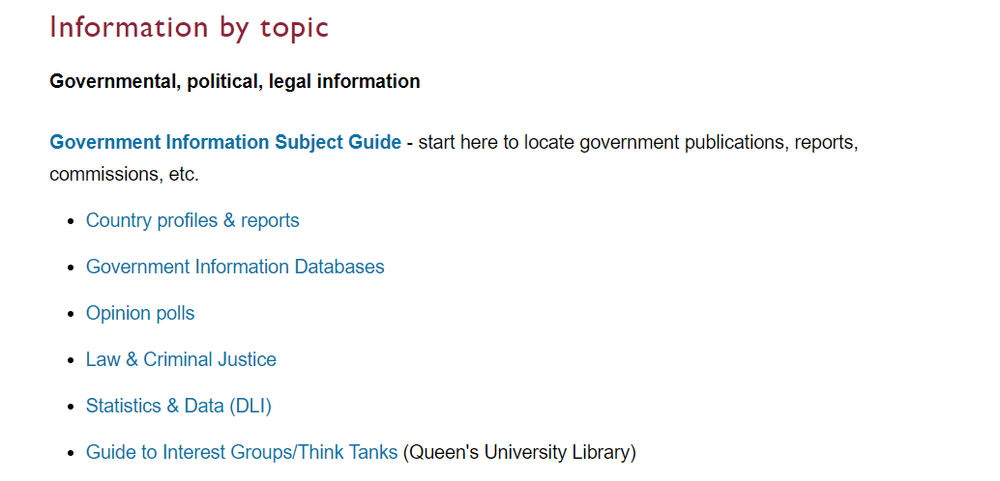 Information by topic
Governmental, political, legal information
Government Information Subject Guide - start here to locate government publications, reports,
commissions, etc.
Country profiles & reports
Government Information Databases
Opinion polls
Law & Criminal Justice
Statistics & Data (DLI)
Guide to Interest Groups/Think Tanks (Queen's University Library)